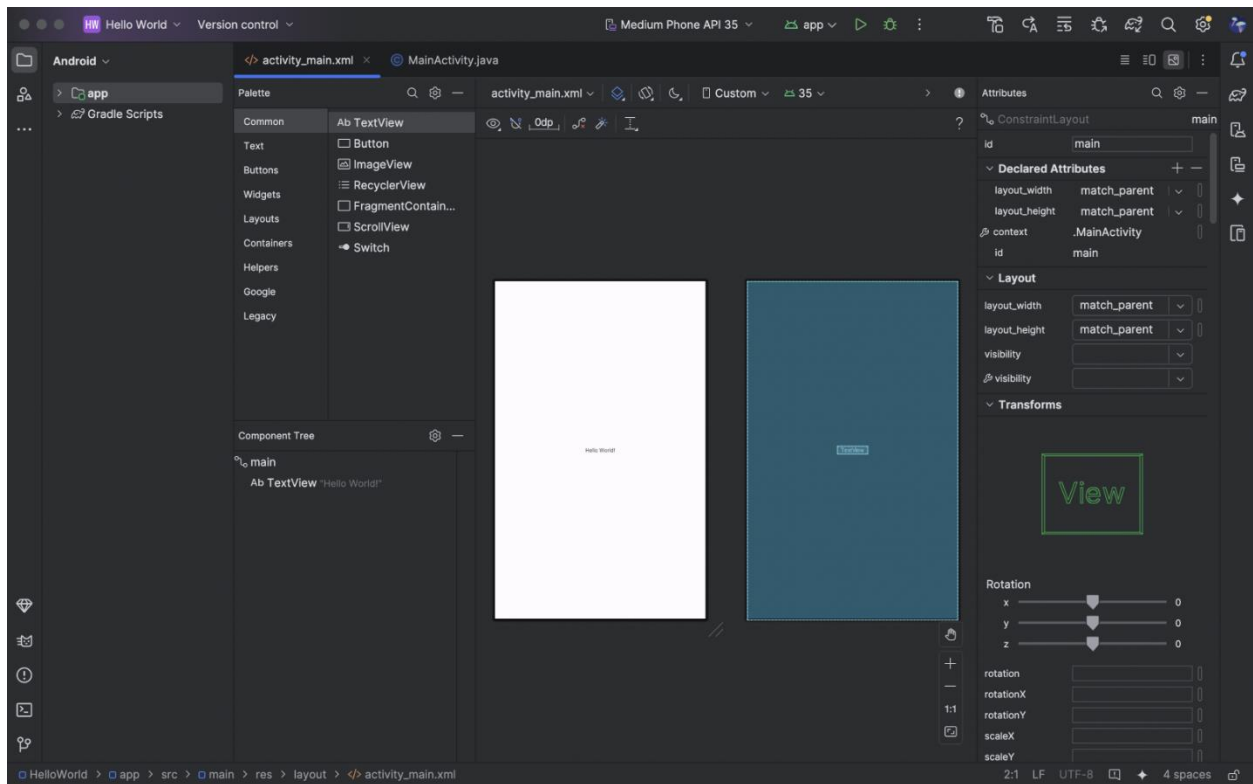 HW Hello World Version control Medium Phone API 35 app
Android
activity_main.xml
MainActivity.java
app
Gradle Scripts
Palette
Common
Text
Buttons
Widgets
Layouts
Containers
Helpers
Google
Legacy
Ab TextView
Button
ImageView
RecyclerView
FragmentContain...
ScrollView
Switch
Component Tree
main
Ab TextView "Hello World!"
activity_main.xml Custom 35
0dp
?
Hello World!
TextView
1:1
Attributes
ConstraintLayout main
id main
Declared Attributes
layout_width match_parent
layout_height match_parent
context .MainActivity
id main
Layout
layout_width match_parent
layout_height match_parent
visibility
visibility
Transforms
View
Rotation
x 0
y 0
z 0
rotation
rotationX
rotationY
scaleX
scaleY
HelloWorld > app > src > main > res > layout > activity_main.xml
2:1 LF UTF-8 4 spaces